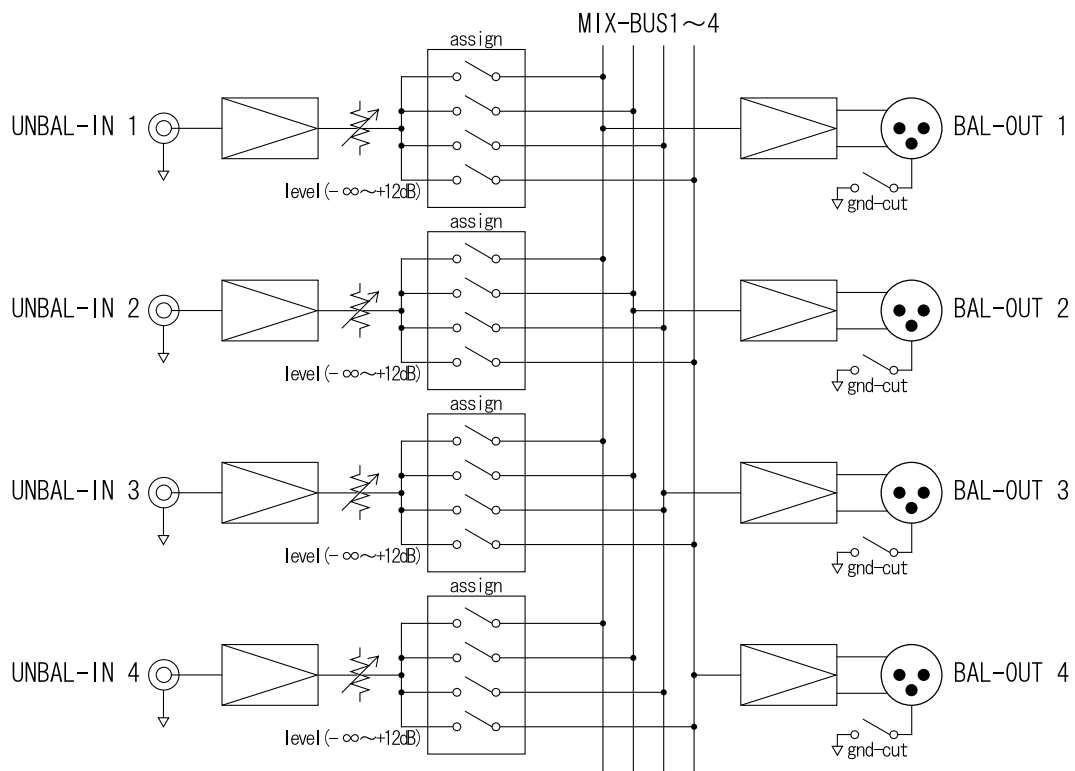 MIX-BUS1～4
assign
UNBAL-IN 1
BAL-OUT 1
level(-∞～+12dB)
gnd-cut
assign
UNBAL-IN 2
BAL-OUT 2
level(-∞～+12dB)
gnd-cut
assign
UNBAL-IN 3
BAL-OUT 3
level(-∞～+12dB)
gnd-cut
assign
UNBAL-IN 4
BAL-OUT 4
level(-∞～+12dB)
gnd-cut